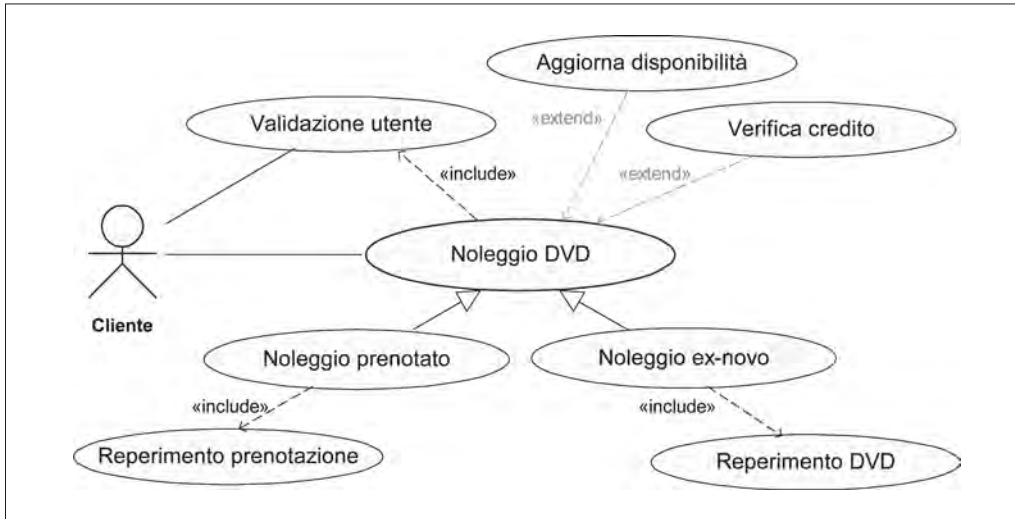 Aggiorna disponibilità
Validazione utente
«extend»
Verifica credito
«include»
«extend»
Noleggio DVD
Cliente
Noleggio prenotato
Noleggio ex-novo
«include»
«include»
Reperimento prenotazione
Reperimento DVD